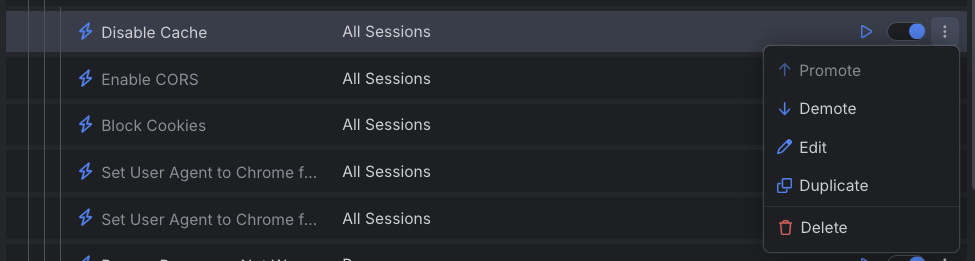 Disable Cache All Sessions
Promote
Enable CORS All Sessions
Demote
Block Cookies All Sessions
Edit
Set User Agent to Chrome f... All Sessions
Duplicate
Set User Agent to Chrome f... All Sessions
Delete